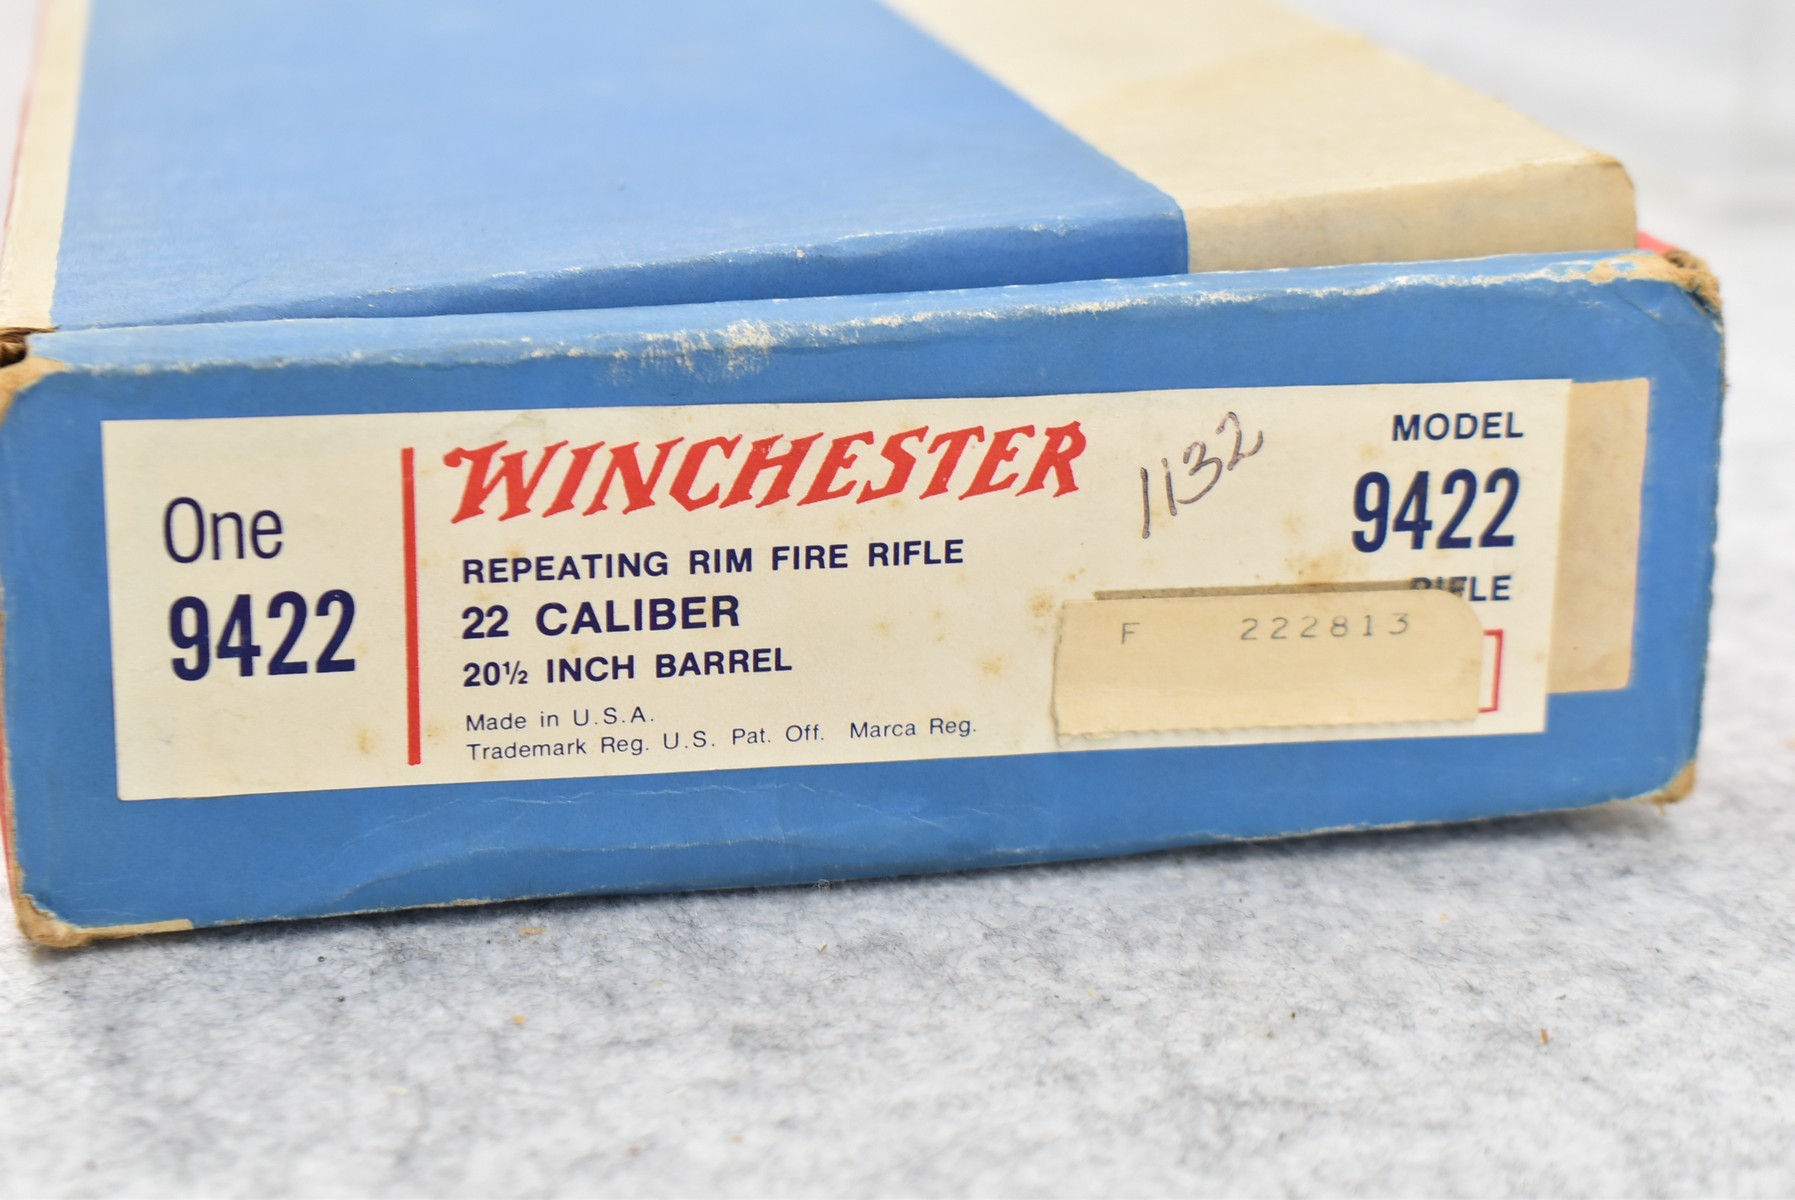 One
9422
WINCHESTER
REPEATING RIM FIRE RIFLE
22 CALIBER
20½ INCH BARREL
Made in U.S.A.
Trademark Reg. U.S. Pat. Off. Marca Reg.
1132
MODEL
9422
RIFLE
F 222813